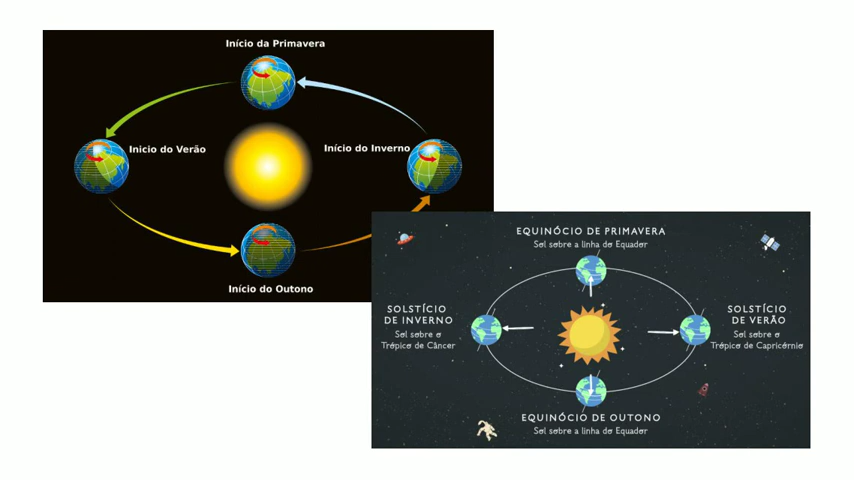 Início da Primavera
Inicio do Verão
Início do Inverno
Início do Outono
EQUINÓCIO DE PRIMAVERA
Sol sobre a linha do Equador
SOLSTÍCIO
DE INVERNO
Sol sobre o
Trópico de Câncer
SOLSTÍCIO
DE VERÃO
Sol sobre o
Trópico de Capricórnio
EQUINÓCIO DE OUTONO
Sol sobre a linha do Equador